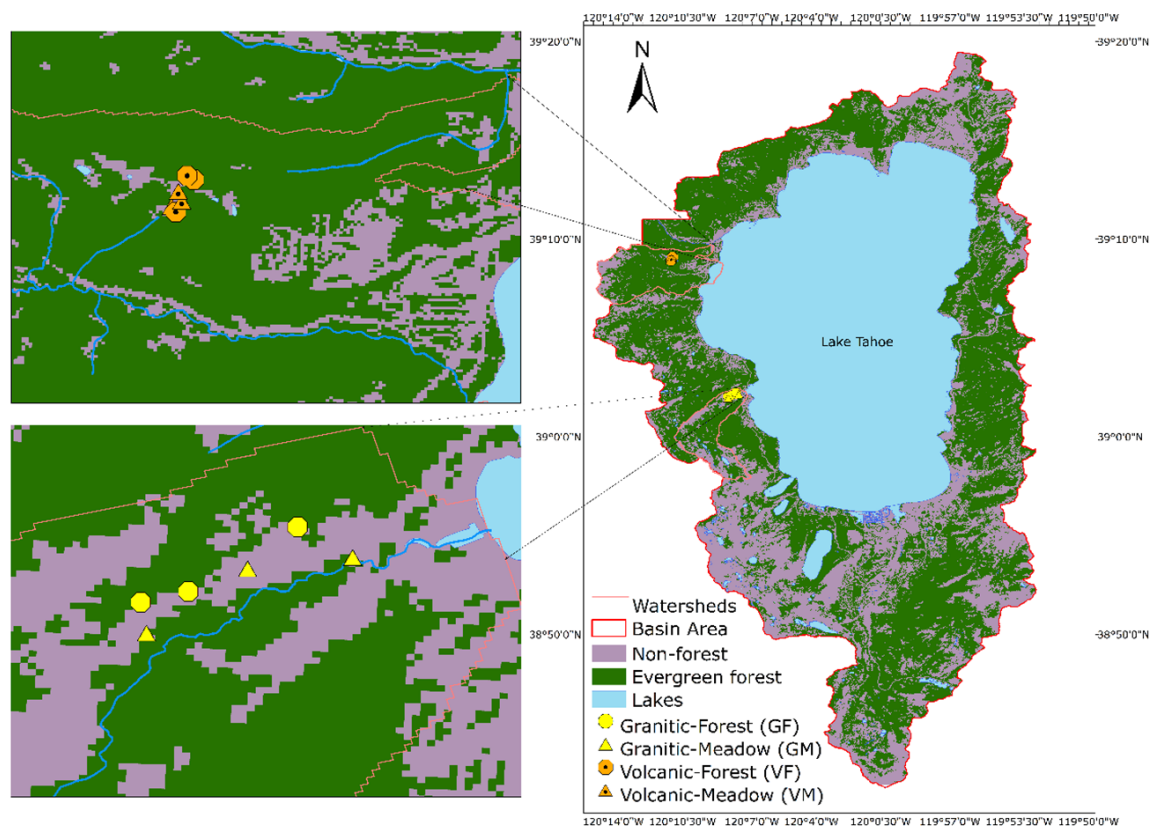 120°14'0"W 120°10'30"W 120°7'0"W 120°4'0"W 120°0'30"W 119°57'0"W 119°53'30"W 119°50'0"W
39°20'0"N
-39°20'0"N
N
39°10'0"N
-39°10'0"N
Lake Tahoe
39°0'0"N
-39°0'0"N
38°50'0"N
-38°50'0"N
Watersheds
Basin Area
Non-forest
Evergreen forest
Lakes
Granitic-Forest (GF)
Granitic-Meadow (GM)
Volcanic-Forest (VF)
Volcanic-Meadow (VM)
120°14'0"W 120°10'30"W 120°7'0"W 120°4'0"W 120°0'30"W 119°57'0"W 119°53'30"W 119°50'0"W